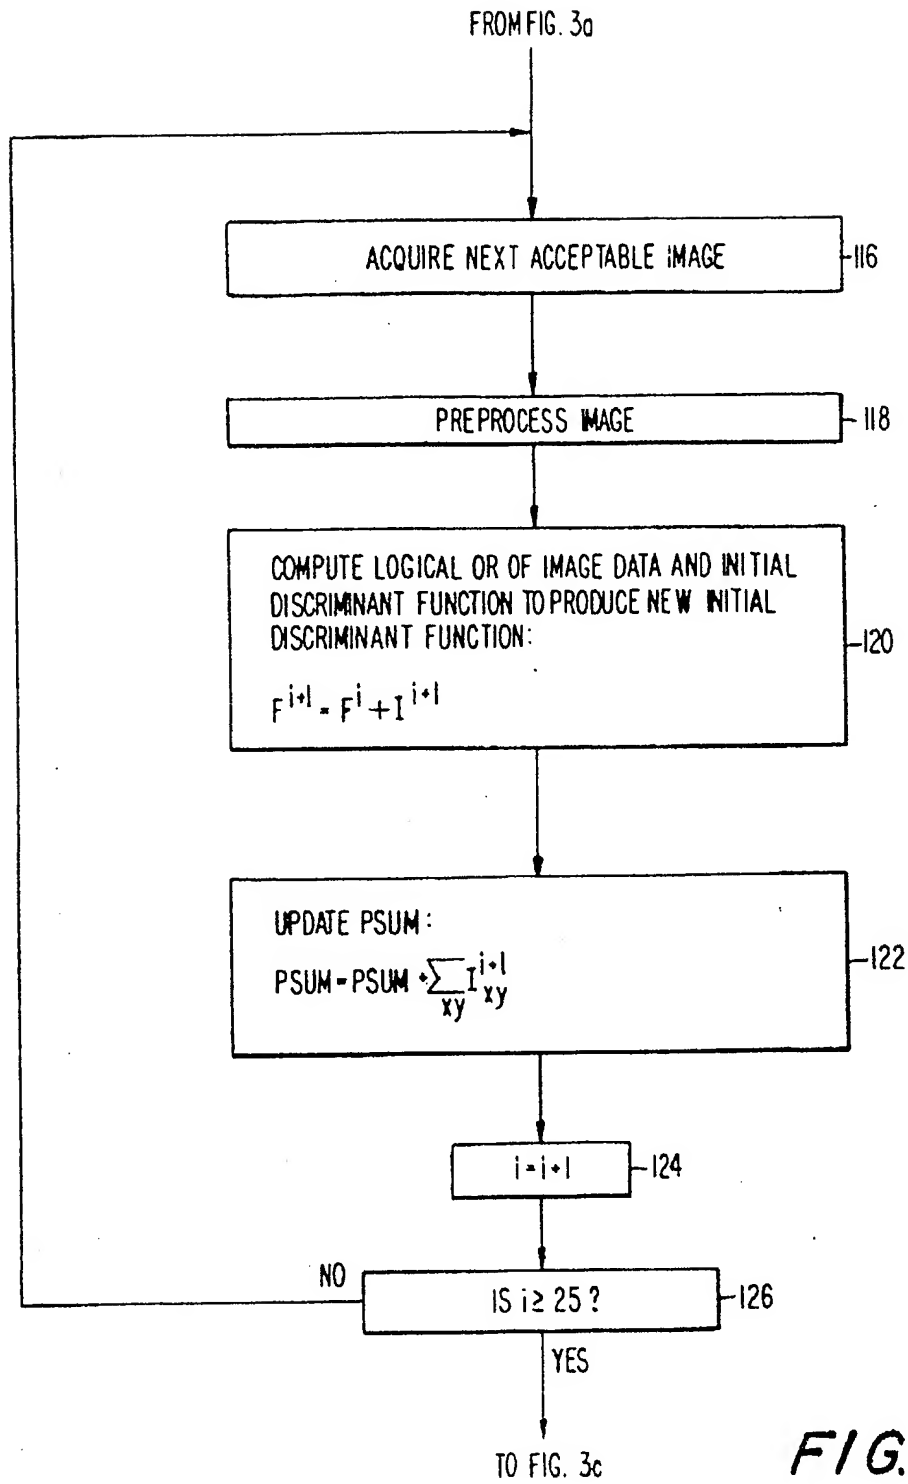 FROM FIG. 3a
ACQUIRE NEXT ACCEPTABLE IMAGE
116
PREPROCESS IMAGE
118
COMPUTE LOGICAL OR OF IMAGE DATA AND INITIAL
DISCRIMINANT FUNCTION TO PRODUCE NEW INITIAL
DISCRIMINANT FUNCTION:
F^{i+1} = F^i + I^{i+1}
120
UPDATE PSUM:
PSUM = PSUM + ∑_{xy} I_{xy}^{i+1}
122
i = i+1
124
NO
IS i ≥ 25 ?
126
YES
TO FIG. 3c
FIG.